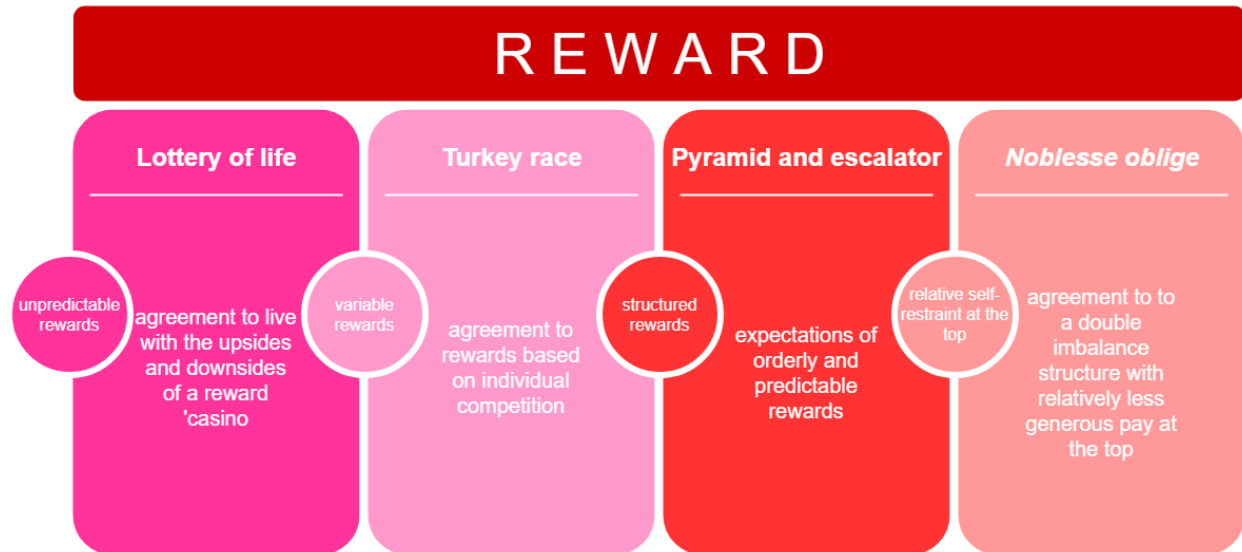 REWARD
Lottery of life
unpredictable
rewards
agreement to live
with the upsides
and downsides
of a reward
'casino
Turkey race
variable
rewards
agreement to
rewards based
on individual
competition
Pyramid and escalator
structured
rewards
expectations of
orderly and
predictable
rewards
Noblesse oblige
relative self-
restraint at the
top
agreement to to
a double
imbalance
structure with
relatively less
generous pay at
the top